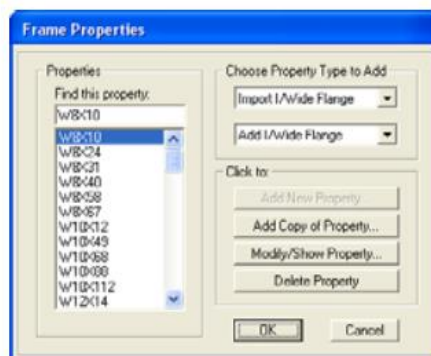 Frame Properties
Properties
Find this property:
W8X10
W8X10
W8X24
W8X31
W8X40
W8X58
W8X67
W10X12
W10X49
W10X68
W10X88
W10X112
W12X14
Choose Property Type to Add
Import I/Wide Flange
Add I/Wide Flange
Click to:
Add New Property
Add Copy of Property...
Modify/Show Property...
Delete Property
OK
Cancel